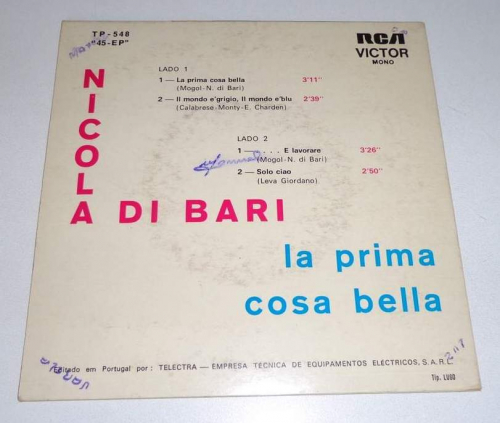 TP-548
"45-EP"
RCA
VICTOR
MONO
NICOLA DI BARI
LADO 1
1 — La prima cosa bella 3'11"
(Mogol-N. di Bari)
2 — Il mondo e'grigio, Il mondo e'blu 2'39"
(Calabrese-Monty-E. Charden)
LADO 2
1 — . . . . E lavorare 3'26"
(Mogol-N. di Bari)
2 — Solo ciao 2'50"
(Leva Giordano)
la prima
cosa bella
Editado em Portugal por: TELECTRA — EMPRESA TECNICA DE EQUIPAMENTOS ELECTRICOS, S.A.R.L.
Tip. LUSO